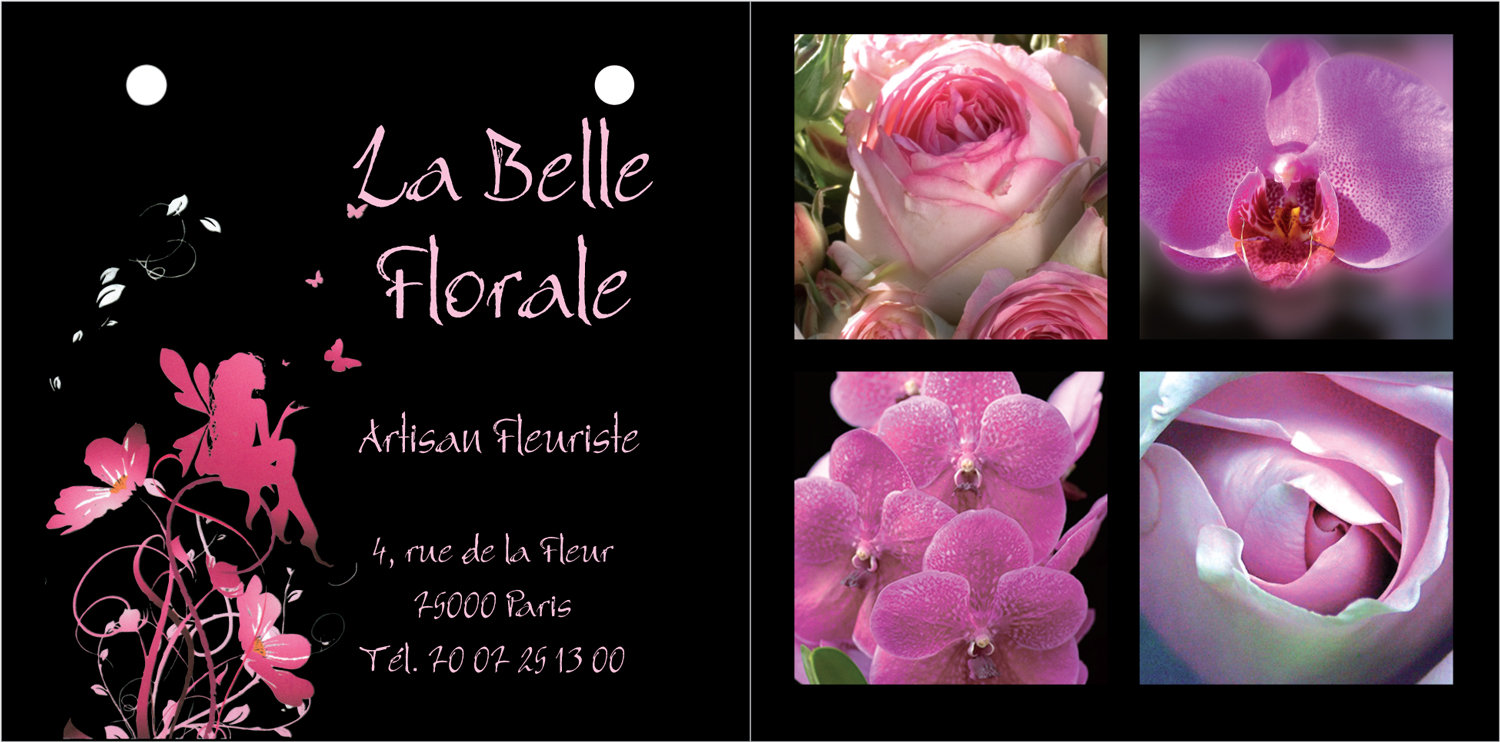 La Belle
Florale
Artisan Fleuriste
4, rue de la Fleur
75000 Paris
Tél. 70 07 25 13 00